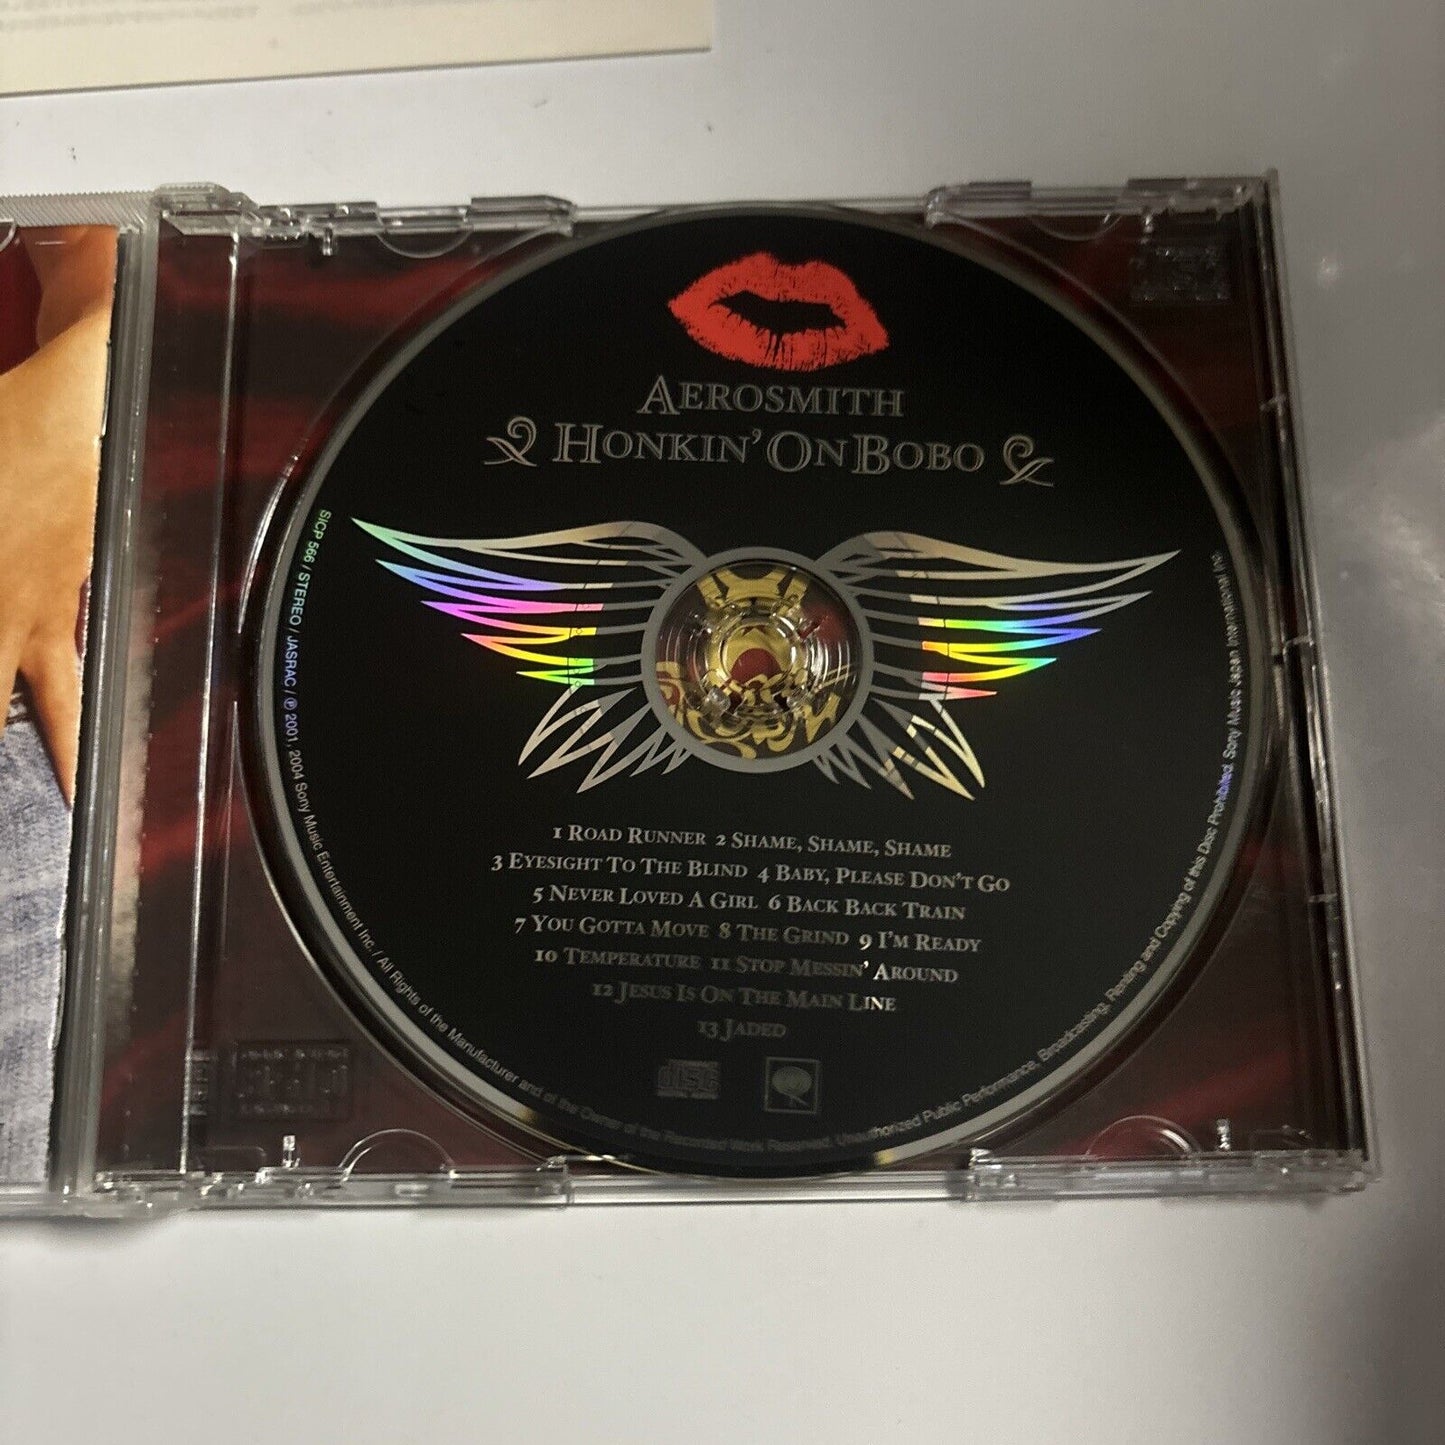 AEROSMITH
HONKIN' ON BOBO
1 ROAD RUNNER 2 SHAME, SHAME, SHAME
3 EYESIGHT TO THE BLIND 4 BABY, PLEASE DON'T GO
5 NEVER LOVED A GIRL 6 BACK BACK TRAIN
7 YOU GOTTA MOVE 8 THE GRIND 9 I'M READY
10 TEMPERATURE 11 STOP MESSIN' AROUND
12 JESUS IS ON THE MAIN LINE
13 JADED
disc
SICP 566 / STEREO / JASRAC / ℗ 2001, 2004 Sony Music Entertainment Inc. / All Rights of the Manufacturer and of the Owner of the Recorded Work Reserved. Unauthorized Public Performance, Broadcasting, Renting and Copying of this Disc Prohibited. Sony Music Japan International Inc.